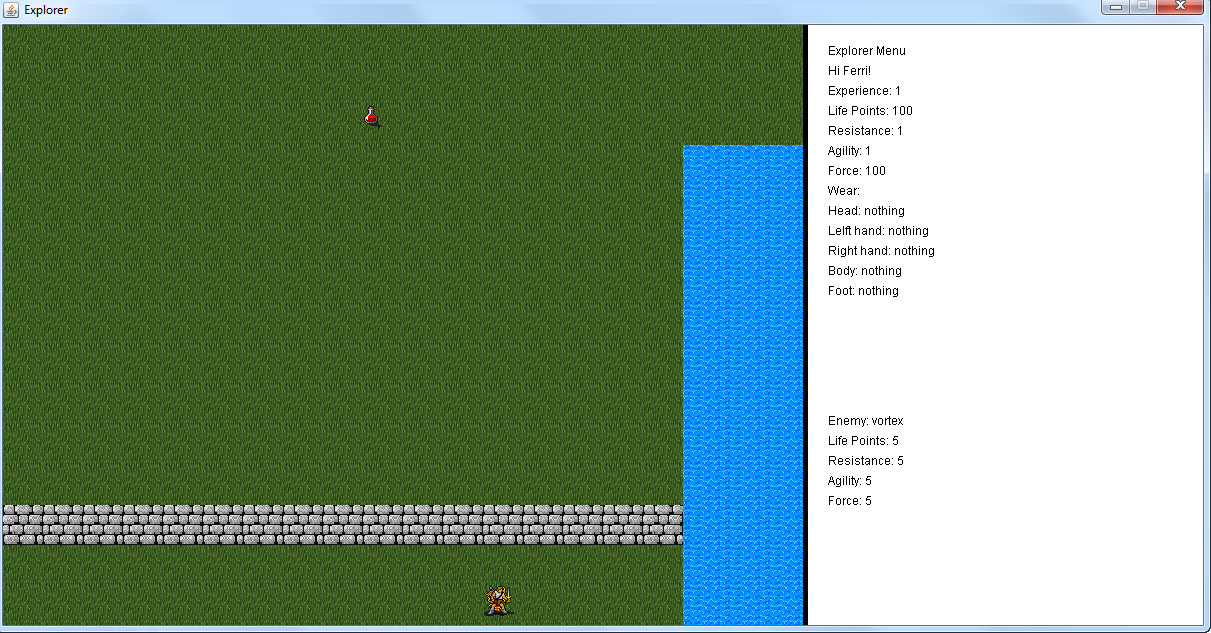 Explorer
Explorer Menu
Hi Ferri!
Experience: 1
Life Points: 100
Resistance: 1
Agility: 1
Force: 100
Wear:
Head: nothing
Lelft hand: nothing
Right hand: nothing
Body: nothing
Foot: nothing
Enemy: vortex
Life Points: 5
Resistance: 5
Agility: 5
Force: 5